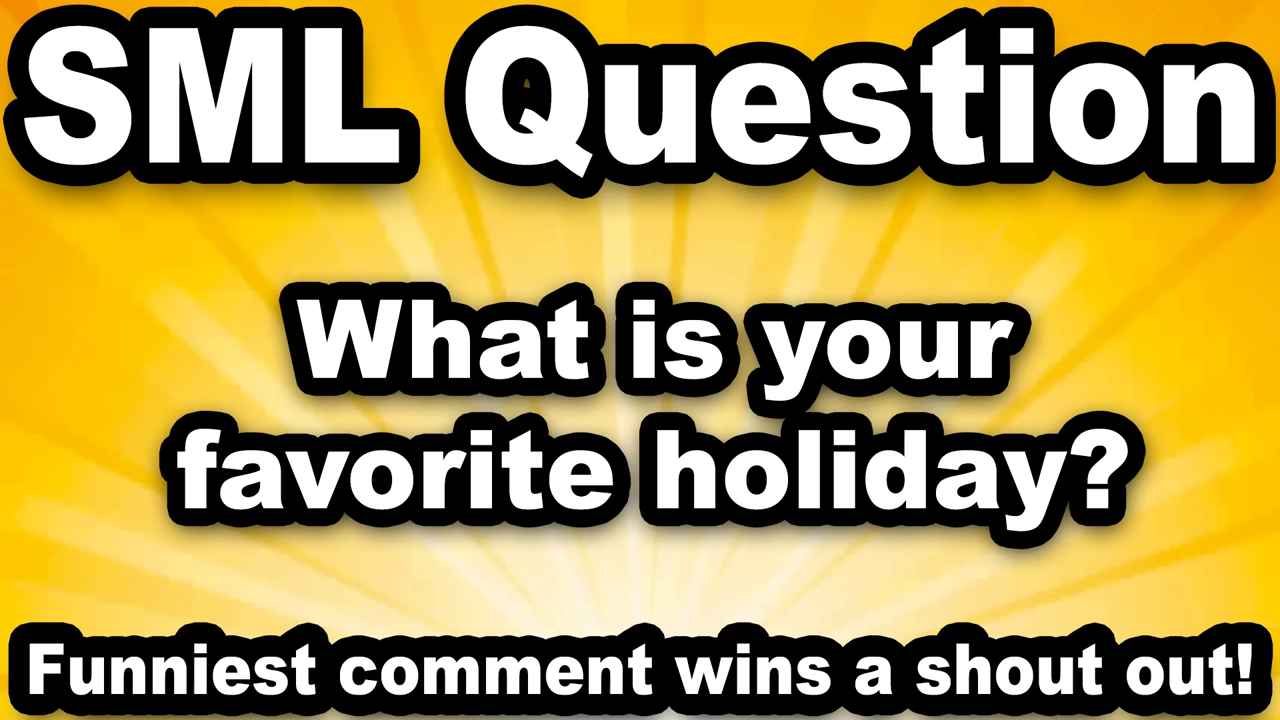 SML Question
What is your
favorite holiday?
Funniest comment wins a shout out!